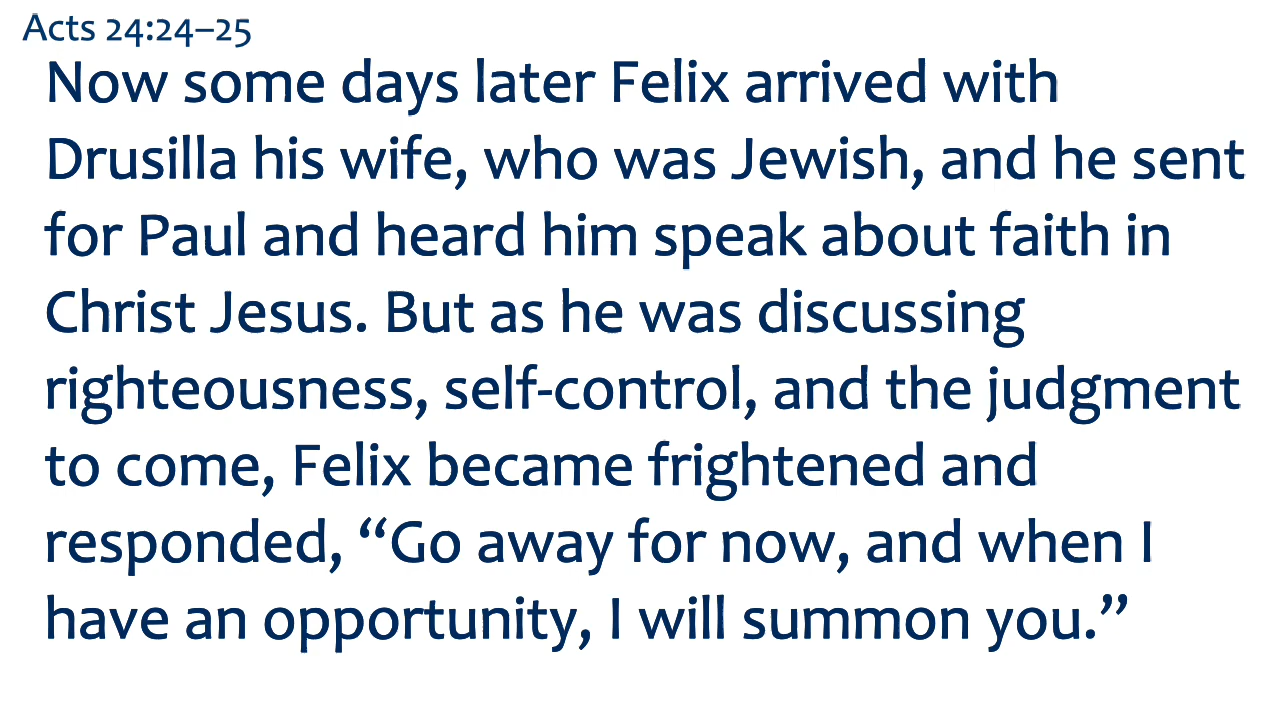 Acts 24:24–25
Now some days later Felix arrived with
Drusilla his wife, who was Jewish, and he sent
for Paul and heard him speak about faith in
Christ Jesus. But as he was discussing
righteousness, self-control, and the judgment
to come, Felix became frightened and
responded, “Go away for now, and when I
have an opportunity, I will summon you.”